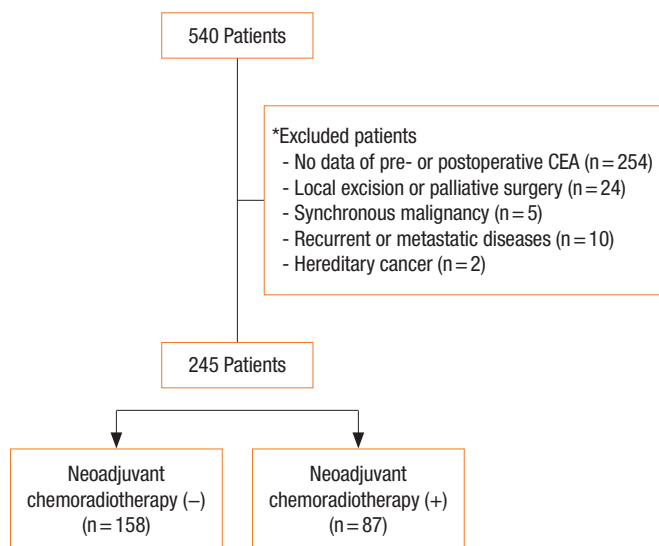 540 Patients
*Excluded patients
- No data of pre- or postoperative CEA (n=254)
- Local excision or palliative surgery (n=24)
- Synchronous malignancy (n=5)
- Recurrent or metastatic diseases (n=10)
- Hereditary cancer (n=2)
245 Patients
Neoadjuvant
chemoradiotherapy (–)
(n=158)
Neoadjuvant
chemoradiotherapy (+)
(n=87)